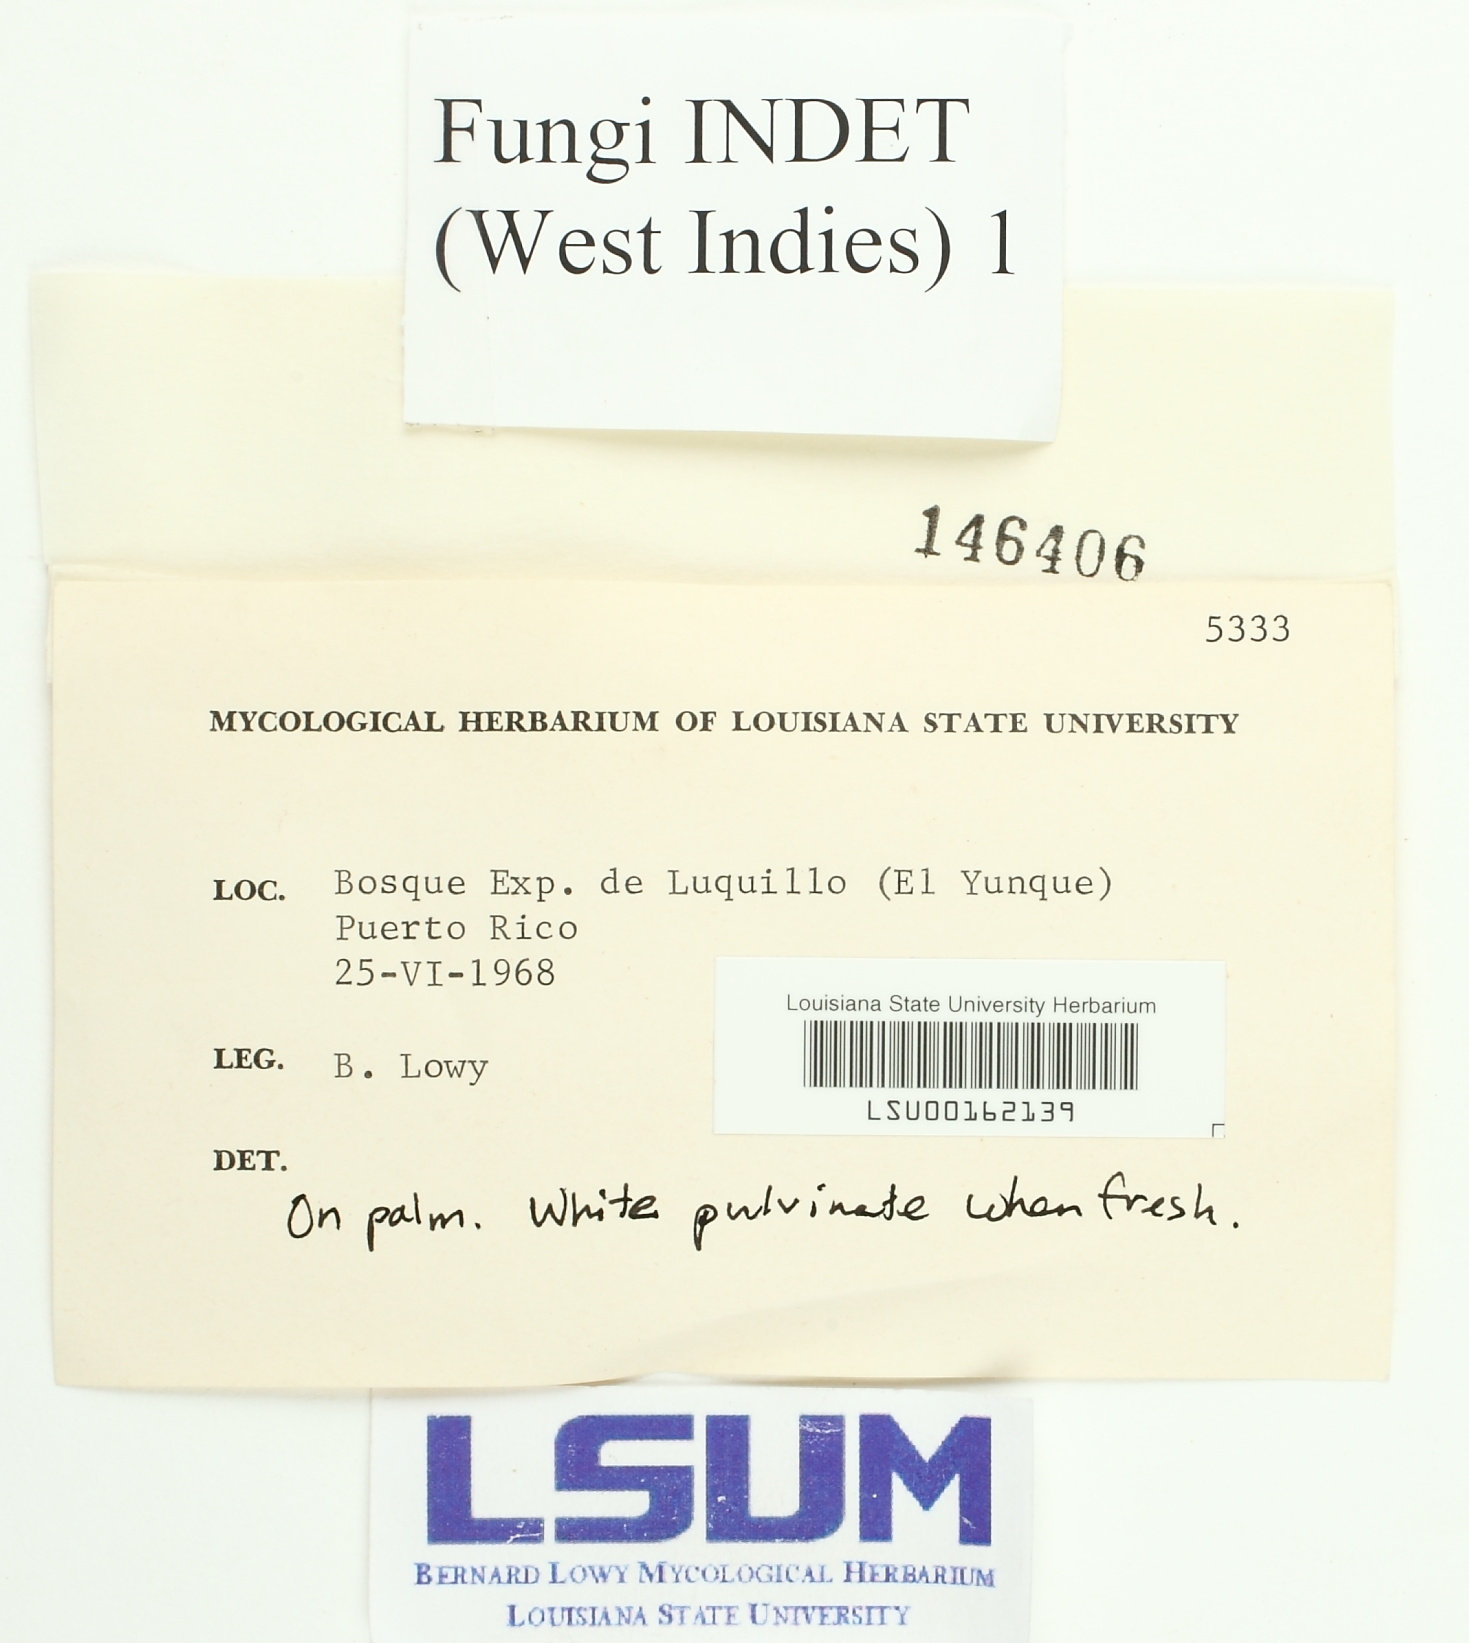 Fungi INDET
(West Indies) 1
146406
5333
MYCOLOGICAL HERBARIUM OF LOUISIANA STATE UNIVERSITY
LOC. Bosque Exp. de Luquillo (El Yunque)
Puerto Rico
25-VI-1968
Louisiana State University Herbarium
LSU00162139
LEG. B. Lowy
DET.
On palm. White pulvinate when fresh.
LSUM
BERNARD LOWY MYCOLOGICAL HERBARIUM
LOUISIANA STATE UNIVERSITY